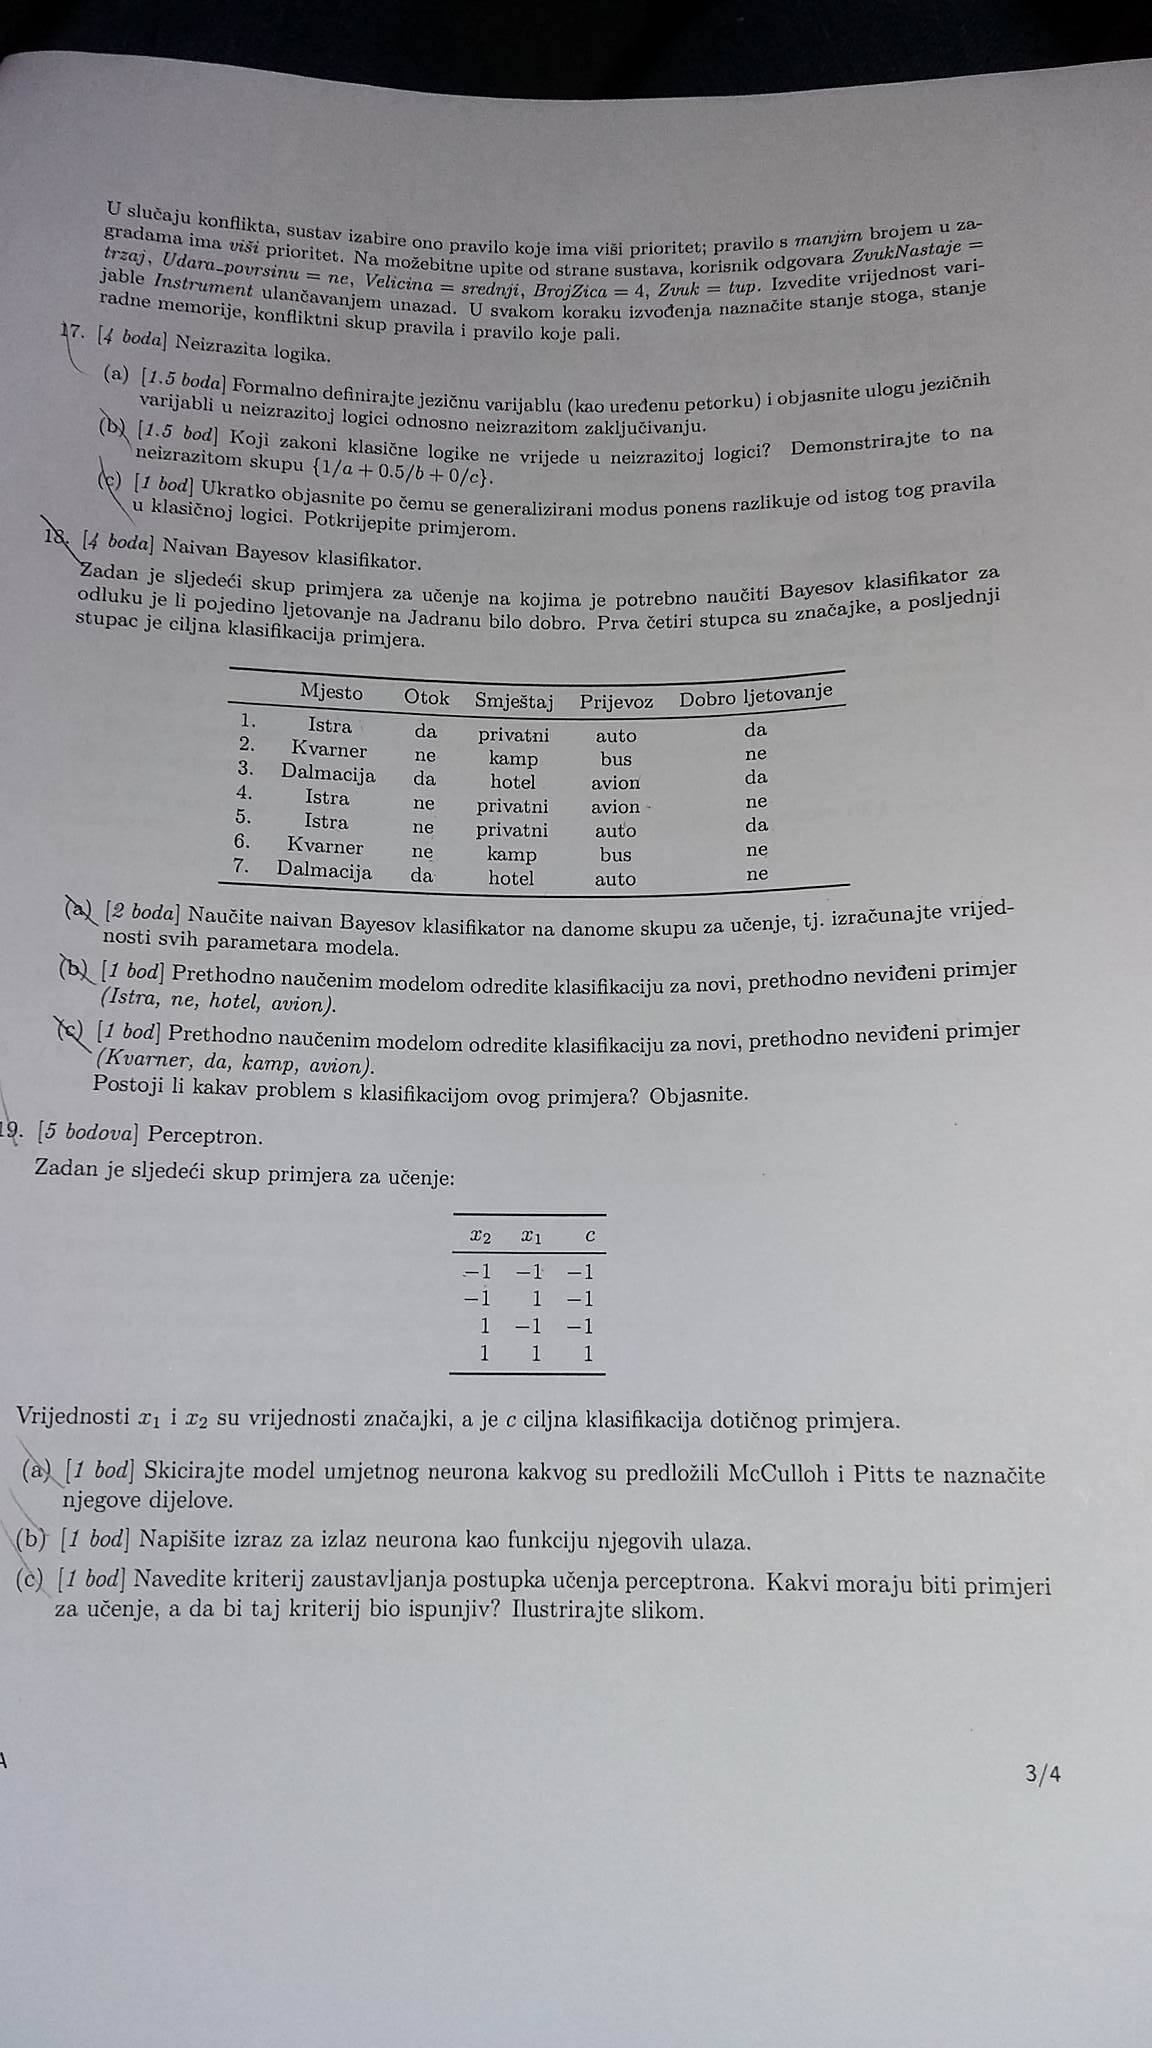 U slučaju konflikta, sustav izabire ono pravilo koje ima viši prioritet; pravilo s manjim brojem u za-
gradama ima viši prioritet. Na možebitne upite od strane sustava, korisnik odgovara ZvukNastaje =
trzaj, Udara_povrsinu = ne, Velicina = srednji, BrojZica = 4, Zvuk = tup. Izvedite vrijednost vari-
jable Instrument ulančavanjem unazad. U svakom koraku izvođenja naznačite stanje stoga, stanje
radne memorije, konfliktni skup pravila i pravilo koje pali.
17. [4 boda] Neizrazita logika.
(a) [1.5 boda] Formalno definirajte jezičnu varijablu (kao uređenu petorku) i objasnite ulogu jezičnih
varijabli u neizrazitoj logici odnosno neizrazitom zaključivanju.
(b) [1.5 bod] Koji zakoni klasične logike ne vrijede u neizrazitoj logici? Demonstrirajte to na
neizrazitom skupu {1/a + 0.5/b + 0/c}.
(c) [1 bod] Ukratko objasnite po čemu se generalizirani modus ponens razlikuje od istog tog pravila
u klasičnoj logici. Potkrijepite primjerom.
18. [4 boda] Naivan Bayesov klasifikator.
Zadan je sljedeći skup primjera za učenje na kojima je potrebno naučiti Bayesov klasifikator za
odluku je li pojedino ljetovanje na Jadranu bilo dobro. Prva četiri stupca su značajke, a posljednji
stupac je ciljna klasifikacija primjera.
Mjesto Otok Smještaj Prijevoz Dobro ljetovanje
1. Istra da privatni auto da
2. Kvarner ne kamp bus ne
3. Dalmacija da hotel avion da
4. Istra ne privatni avion ne
5. Istra ne privatni auto da
6. Kvarner ne kamp bus ne
7. Dalmacija da hotel auto ne
(a) [2 boda] Naučite naivan Bayesov klasifikator na danome skupu za učenje, tj. izračunajte vrijed-
nosti svih parametara modela.
(b) [1 bod] Prethodno naučenim modelom odredite klasifikaciju za novi, prethodno neviđeni primjer
(Istra, ne, hotel, avion).
(c) [1 bod] Prethodno naučenim modelom odredite klasifikaciju za novi, prethodno neviđeni primjer
(Kvarner, da, kamp, avion).
Postoji li kakav problem s klasifikacijom ovog primjera? Objasnite.
19. [5 bodova] Perceptron.
Zadan je sljedeći skup primjera za učenje:
x₂ x₁ c
−1 −1 −1
−1 1 −1
1 −1 −1
1 1 1
Vrijednosti x₁ i x₂ su vrijednosti značajki, a je c ciljna klasifikacija dotičnog primjera.
(a) [1 bod] Skicirajte model umjetnog neurona kakvog su predložili McCulloh i Pitts te naznačite
njegove dijelove.
(b) [1 bod] Napišite izraz za izlaz neurona kao funkciju njegovih ulaza.
(c) [1 bod] Navedite kriterij zaustavljanja postupka učenja perceptrona. Kakvi moraju biti primjeri
za učenje, a da bi taj kriterij bio ispunjiv? Ilustrirajte slikom.
A
3/4